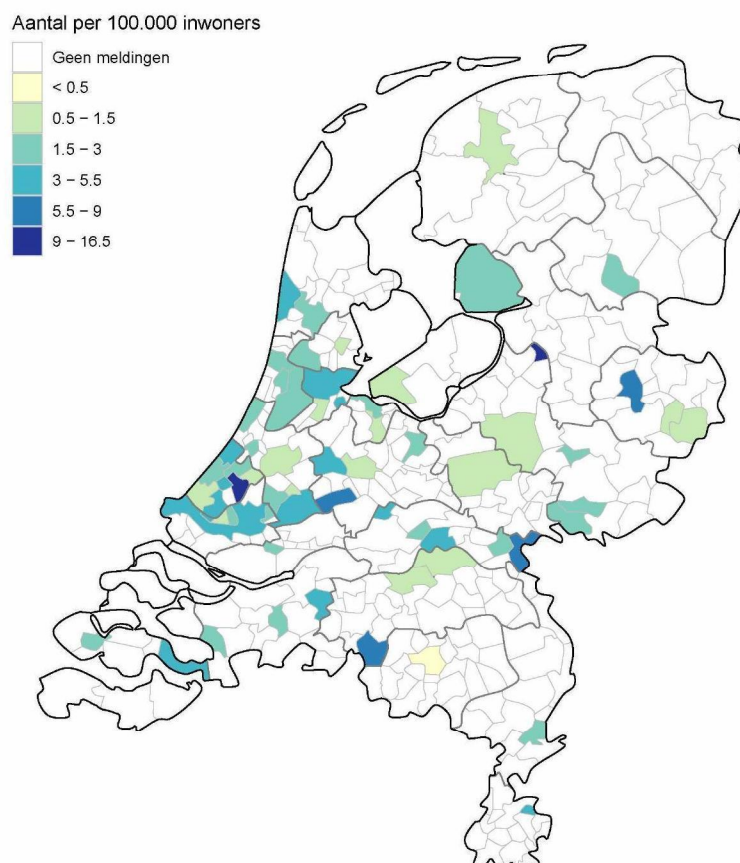 Aantal per 100.000 inwoners
Geen meldingen
< 0.5
0.5 – 1.5
1.5 – 3
3 – 5.5
5.5 – 9
9 – 16.5